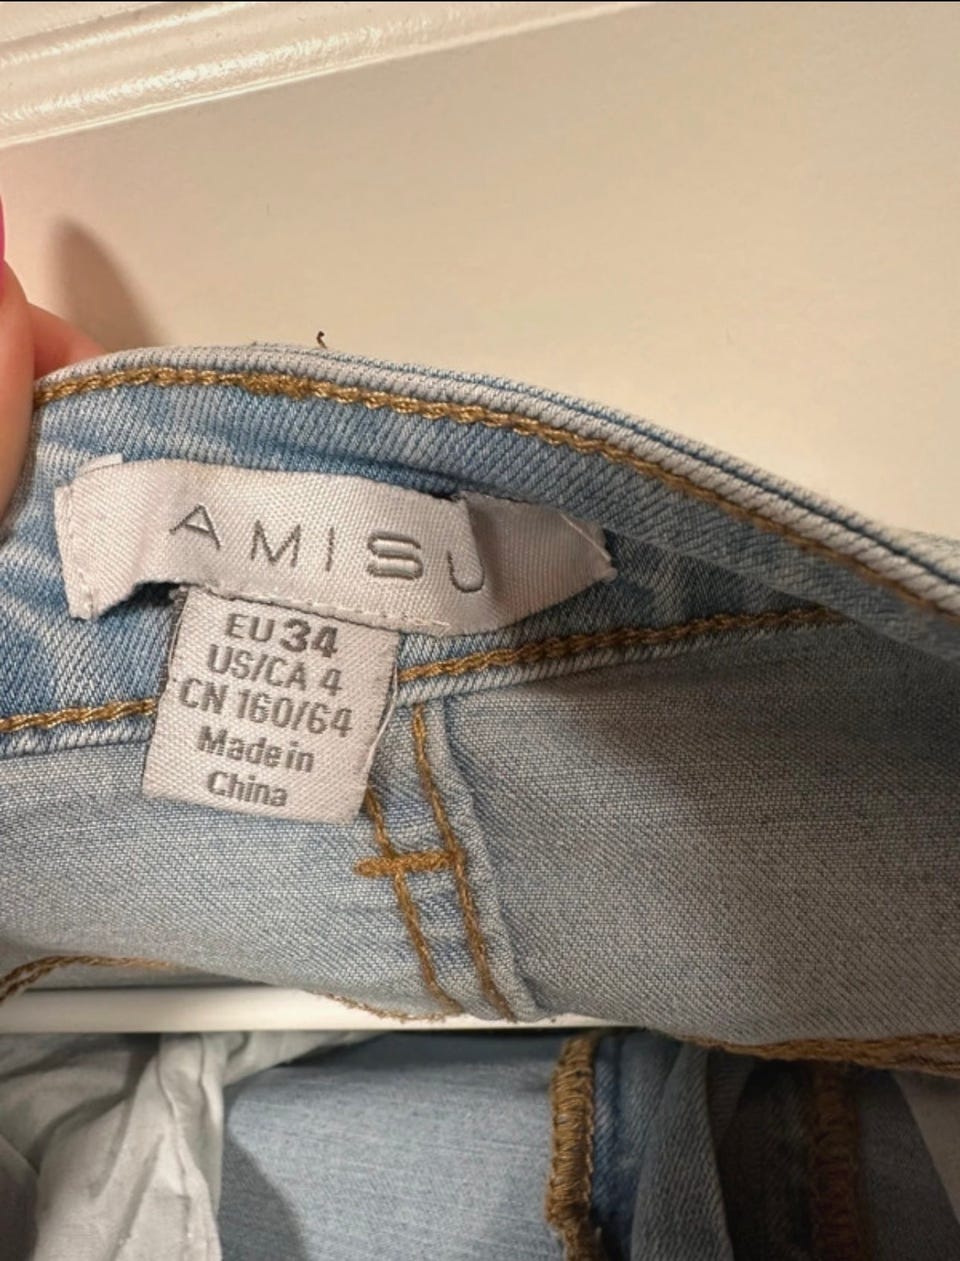 AMISU
EU 34
US/CA 4
CN 160/64
Made in
China